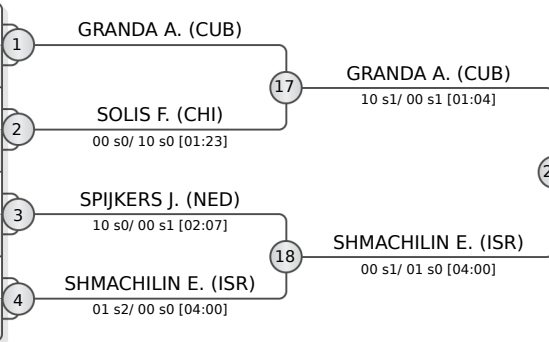 GRANDA A. (CUB)
1
17
GRANDA A. (CUB)
10 s1/ 00 s1 [01:04]
SOLIS F. (CHI)
2
00 s0/ 10 s0 [01:23]
SPIJKERS J. (NED)
3
10 s0/ 00 s1 [02:07]
18
SHMACHILIN E. (ISR)
00 s1/ 01 s0 [04:00]
SHMACHILIN E. (ISR)
4
01 s2/ 00 s0 [04:00]